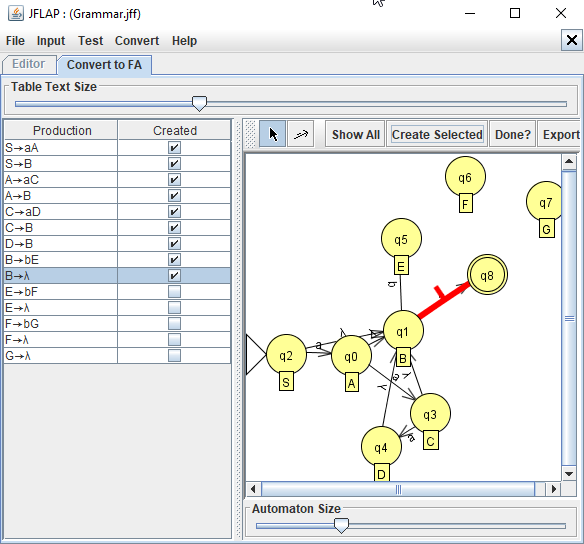 JFLAP : (Grammar.jff)
File Input Test Convert Help
Editor Convert to FA
Table Text Size
Production Created
S→aA
S→B
A→aC
A→B
C→aD
C→B
D→B
B→bE
B→λ
E→bF
E→λ
F→bG
F→λ
G→λ
Show All Create Selected Done? Export
q6
F
q7
G
q5
E
q8
b
q1
B
λ
a
q2
S
q0
A
λ
a
λ
q3
C
a
q4
D
Automaton Size